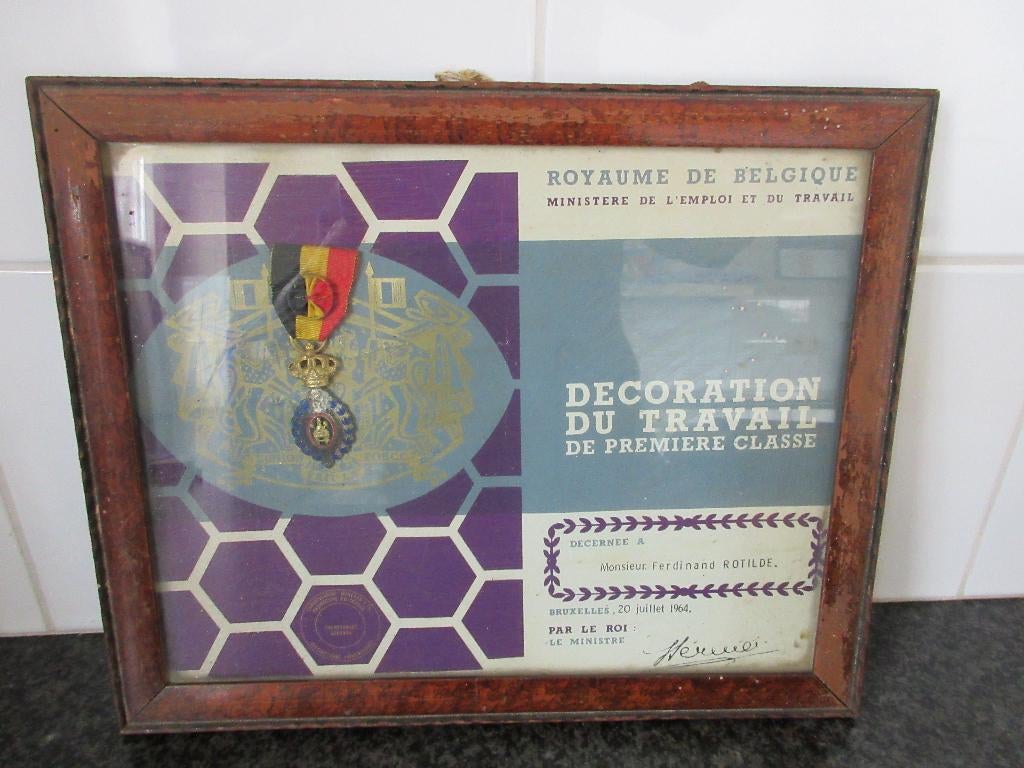 ROYAUME DE BELGIQUE
MINISTERE DE L'EMPLOI ET DU TRAVAIL
DECORATION
DU TRAVAIL
DE PREMIERE CLASSE
DECERNEE A
Monsieur Ferdinand ROTILDE.
BRUXELLES, 20 juillet 1964.
PAR LE ROI :
LE MINISTRE